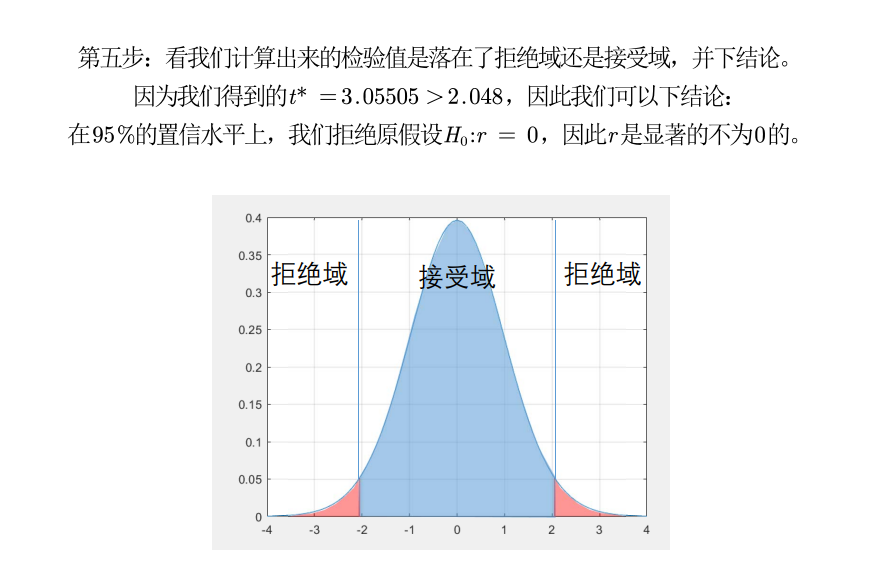 第五步：看我们计算出来的检验值是落在了拒绝域还是接受域，并下结论。
因为我们得到的t* =3.05505 >2.048，因此我们可以下结论：
在95%的置信水平上，我们拒绝原假设H₀:r = 0，因此r是显著的不为0的。
0.4
0.35
拒绝域 接受域 拒绝域
0.3
0.25
0.2
0.15
0.1
0.05
0
-4 -3 -2 -1 0 1 2 3 4